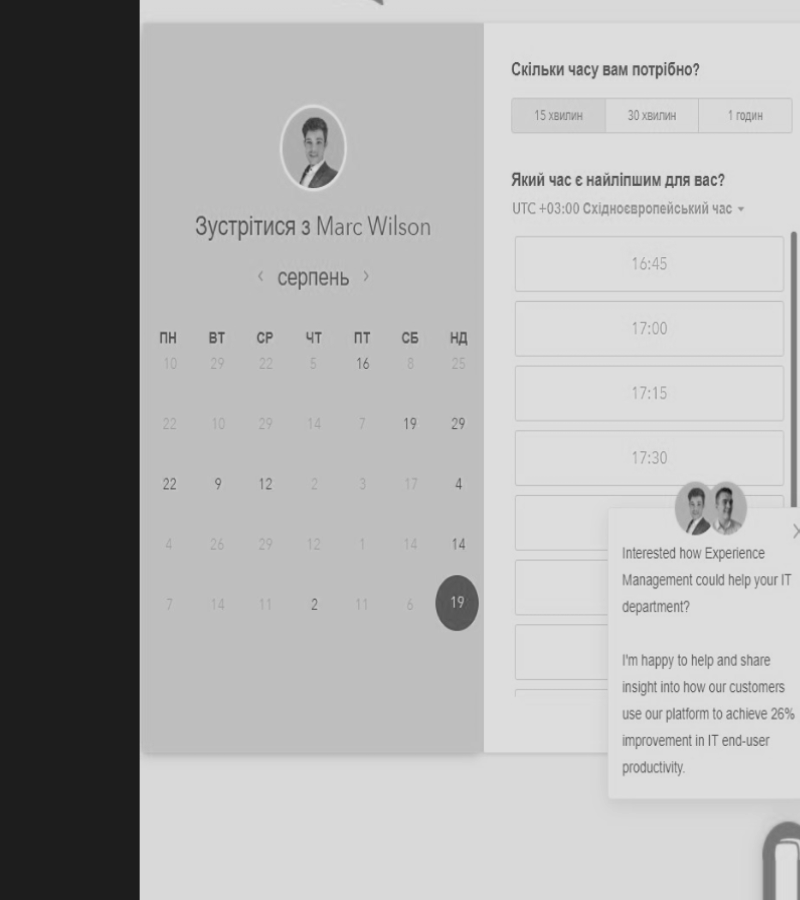 Зустрітися з Marc Wilson
серпень
ПН ВТ СР ЧТ ПТ СБ НД
10 29 22 5 16 8 25
22 10 29 14 7 19 29
22 9 12 2 3 17 4
4 26 29 12 1 14 14
7 14 11 2 11 6 19
Скільки часу вам потрібно?
15 хвилин 30 хвилин 1 годин
Який час є найліпшим для вас?
UTC +03:00 Східноєвропейський час
16:45
17:00
17:15
17:30
Interested how Experience
Management could help your IT
department?
I'm happy to help and share
insight into how our customers
use our platform to achieve 26%
improvement in IT end-user
productivity.